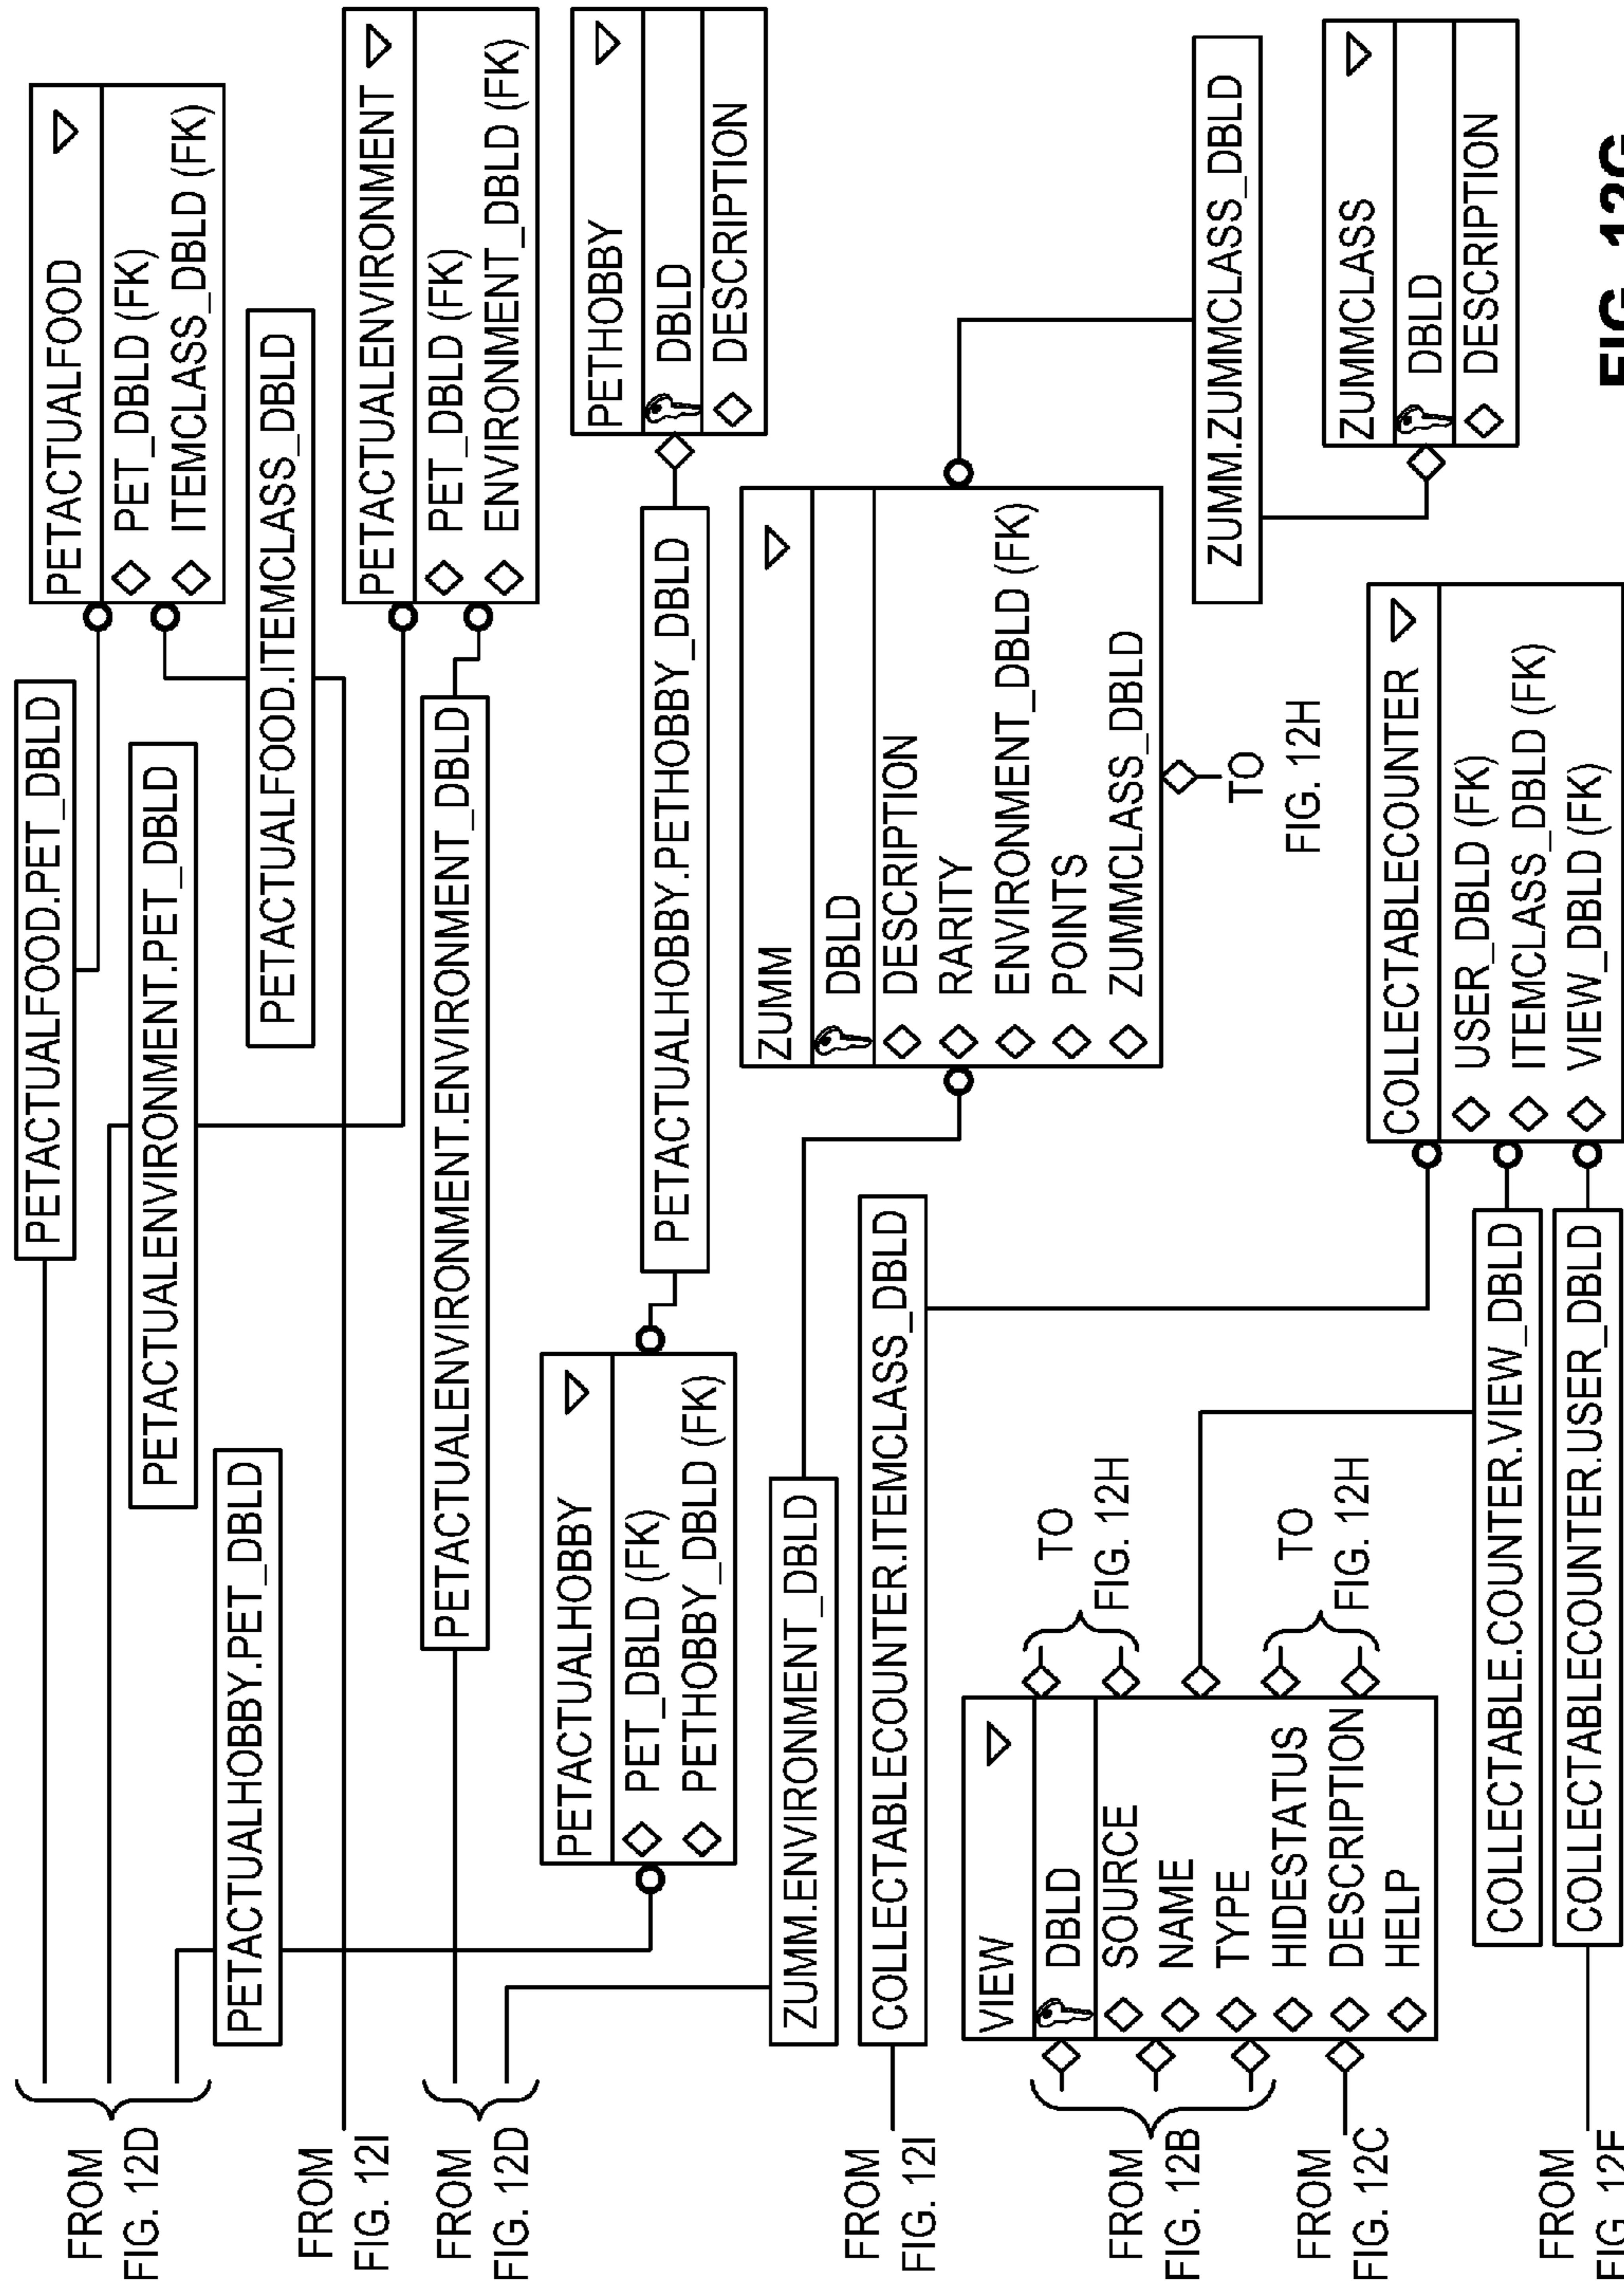 PETACTUALFOOD.PET_DBLD
PETACTUALFOOD
PET_DBLD (FK)
ITEMCLASS_DBLD (FK)
FROM
FIG. 12D
PETACTUALENVIRONMENT.PET_DBLD
PETACTUALHOBBY.PET_DBLD
PETACTUALFOOD.ITEMCLASS_DBLD
FROM
FIG. 12I
PETACTUALENVIRONMENT
PET_DBLD (FK)
ENVIRONMENT_DBLD (FK)
FROM
FIG. 12D
PETACTUALENVIRONMENT.ENVIRONMENT_DBLD
PETACTUALHOBBY
PET_DBLD (FK)
PETHOBBY_DBLD (FK)
PETACTUALHOBBY.PETHOBBY_DBLD
PETHOBBY
DBLD
DESCRIPTION
ZUMM.ENVIRONMENT_DBLD
ZUMM
DBLD
DESCRIPTION
RARITY
ENVIRONMENT_DBLD (FK)
POINTS
ZUMMCLASS_DBLD
TO
FIG. 12H
FROM
FIG. 12I
COLLECTABLECOUNTER.ITEMCLASS_DBLD
VIEW
DBLD
SOURCE
NAME
TYPE
HIDESTATUS
DESCRIPTION
HELP
TO
FIG. 12H
TO
FIG. 12H
FROM
FIG. 12B
FROM
FIG. 12C
ZUMM.ZUMMCLASS_DBLD
ZUMMCLASS
DBLD
DESCRIPTION
COLLECTABLECOUNTER
USER_DBLD (FK)
ITEMCLASS_DBLD (FK)
VIEW_DBLD (FK)
COLLECTABLE.COUNTER.VIEW_DBLD
COLLECTABLECOUNTER.USER_DBLD
FROM
FIG.
FIG. 12G